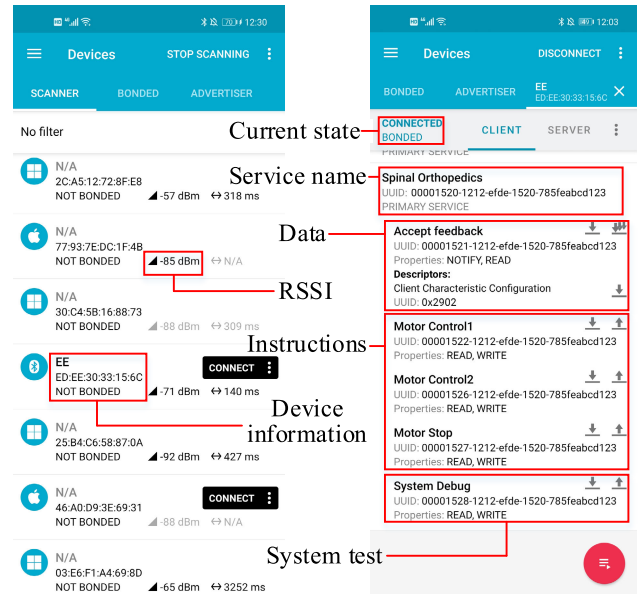 HD 46 70 12:30
Devices STOP SCANNING
SCANNER BONDED ADVERTISER
No filter
N/A
2C:A5:12:72:8F:E8
NOT BONDED -57 dBm ↔ 318 ms
N/A
77:93:7E:DC:1F:4B
NOT BONDED -85 dBm ↔ N/A
N/A
30:C4:5B:16:88:73
NOT BONDED -88 dBm ↔ 309 ms
EE
ED:EE:30:33:15:6C
NOT BONDED -71 dBm ↔ 140 ms
CONNECT
N/A
25:B4:C6:58:87:0A
NOT BONDED -92 dBm ↔ 427 ms
N/A
46:A0:D9:3E:69:31
NOT BONDED -88 dBm ↔ N/A
CONNECT
N/A
03:E6:F1:A4:69:8D
NOT BONDED -65 dBm ↔ 3252 ms
Current state
Service name
Data
RSSI
Instructions
Device
information
System test
HD 46 12:03
Devices DISCONNECT
BONDED ADVERTISER EE
ED:EE:30:33:15:6C
CONNECTED
BONDED CLIENT SERVER
PRIMARY SERVICE
Spinal Orthopedics
UUID: 00001520-1212-efde-1520-785feabcd123
PRIMARY SERVICE
Accept feedback
UUID: 00001521-1212-efde-1520-785feabcd123
Properties: NOTIFY, READ
Descriptors:
Client Characteristic Configuration
UUID: 0x2902
Motor Control1
UUID: 00001525-1212-efde-1520-785feabcd123
Properties: READ, WRITE
Motor Control2
UUID: 00001526-1212-efde-1520-785feabcd123
Properties: READ, WRITE
Motor Stop
UUID: 00001527-1212-efde-1520-785feabcd123
Properties: READ, WRITE
System Debug
UUID: 00001528-1212-efde-1520-785feabcd123
Properties: READ, WRITE